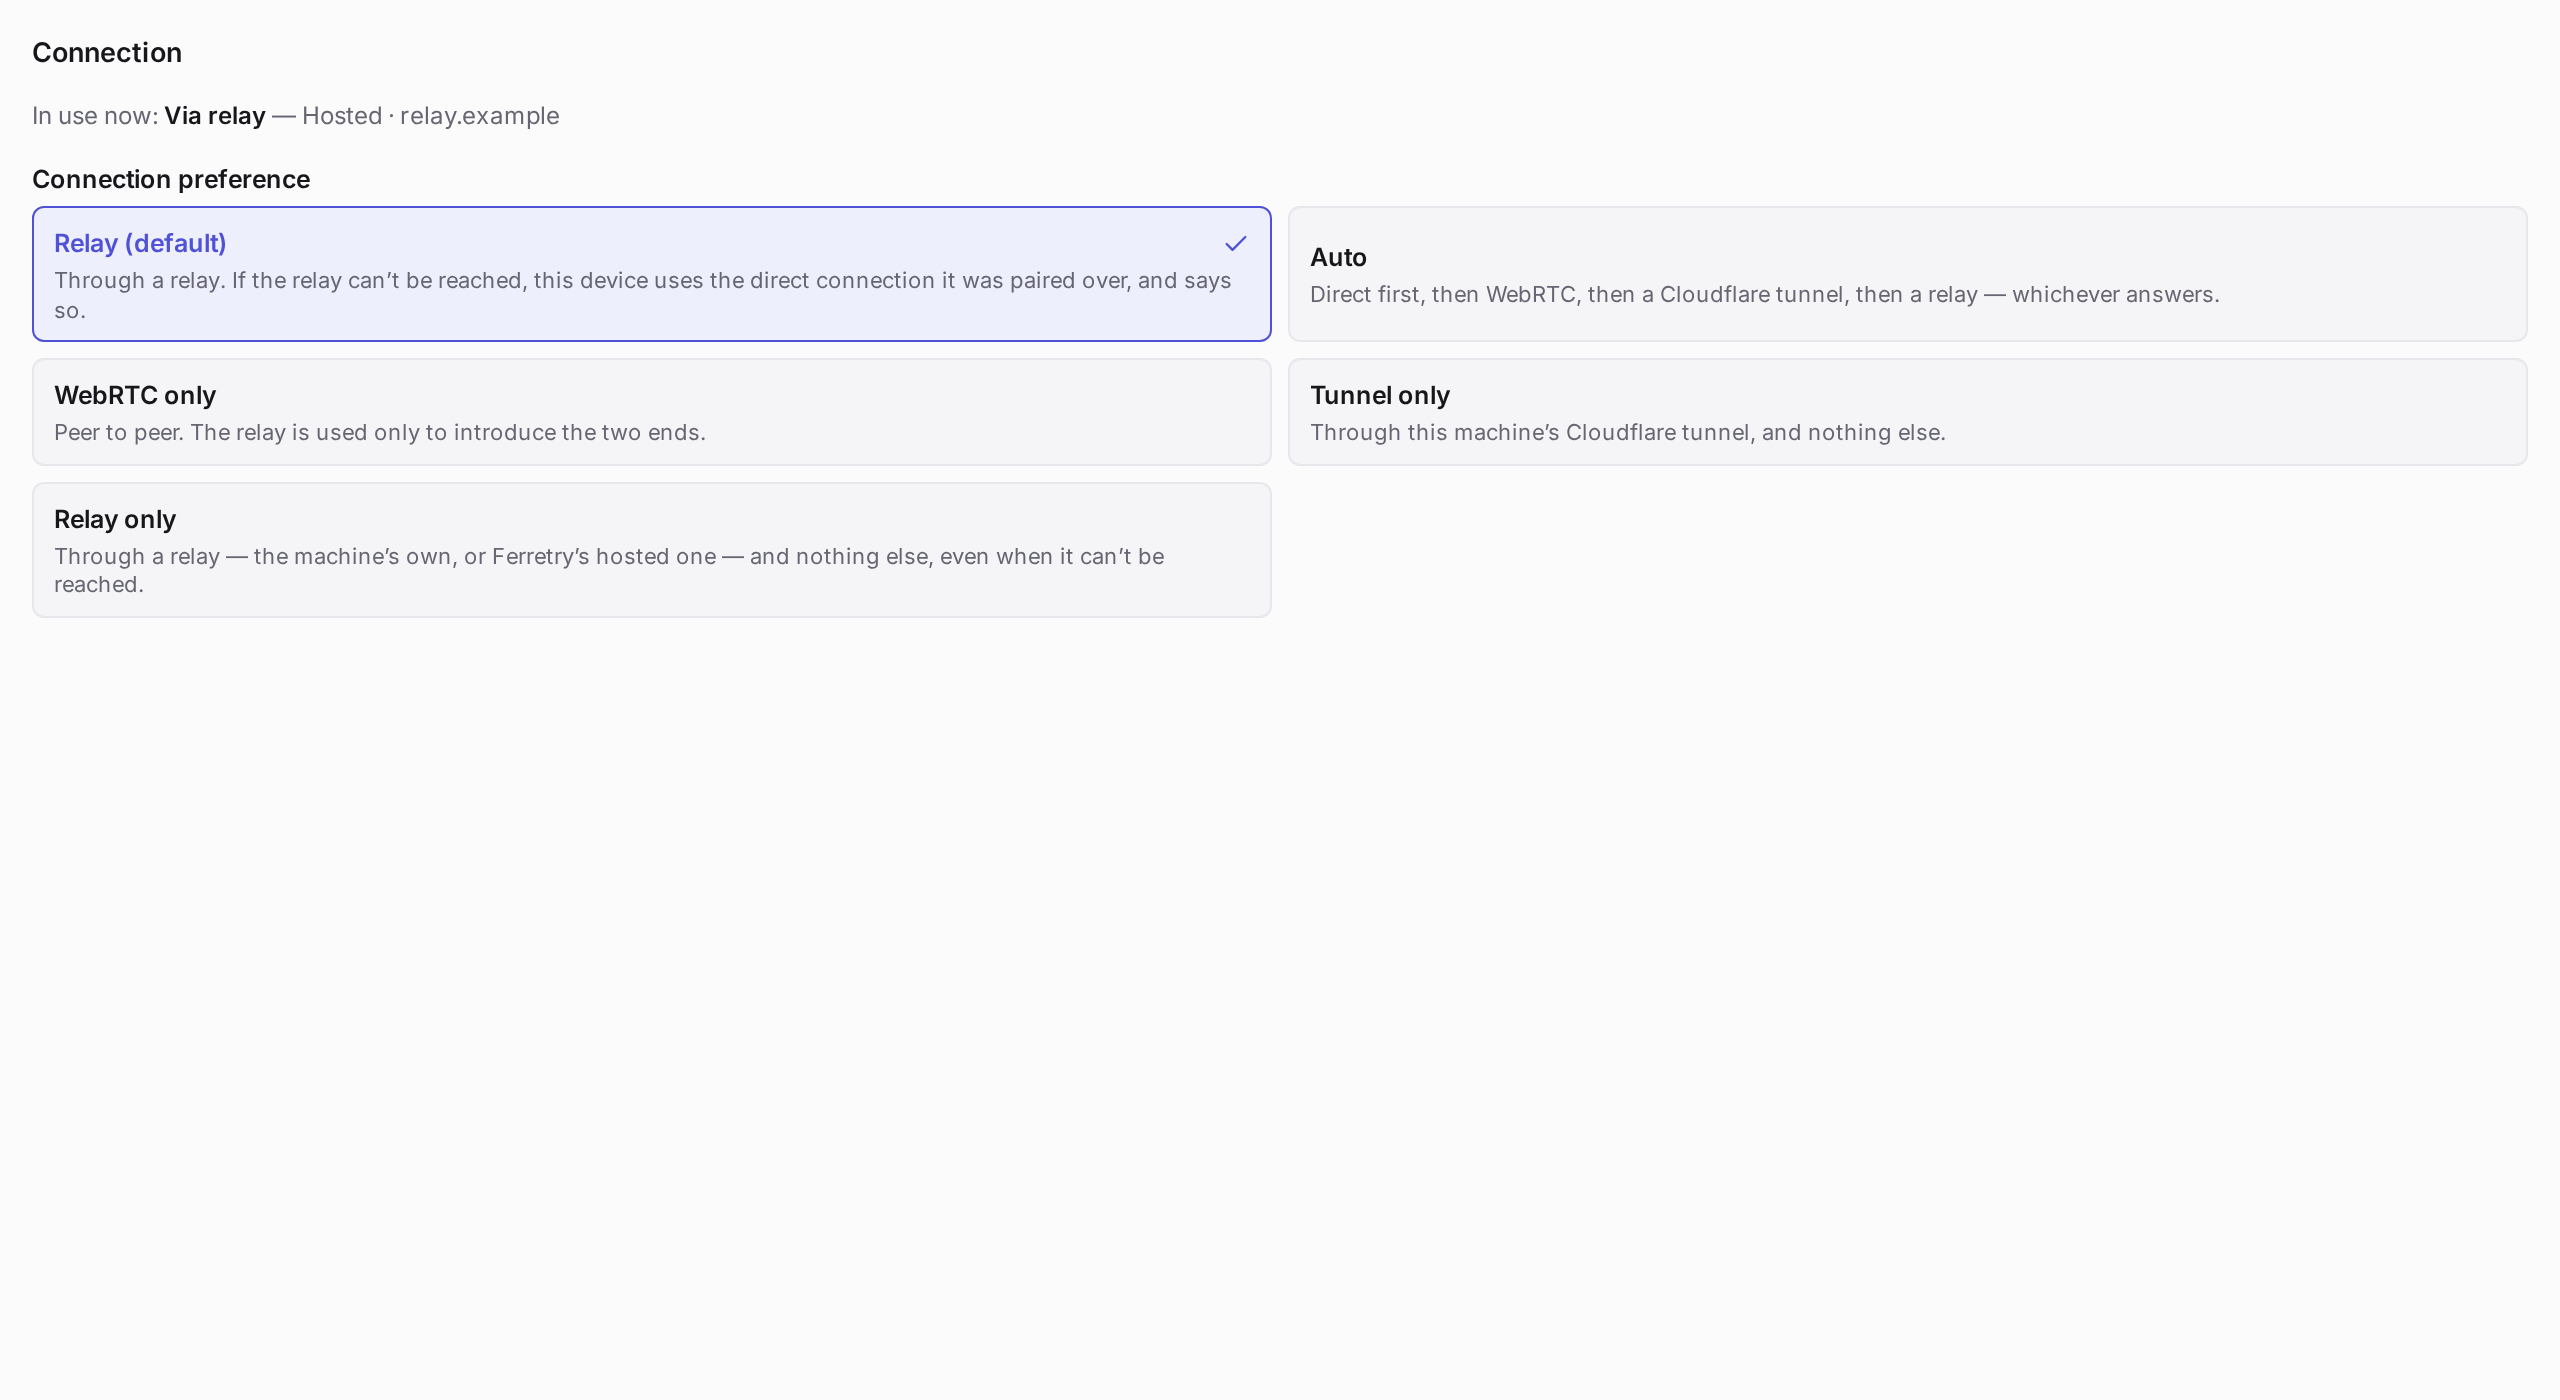 Connection
In use now: Via relay — Hosted · relay.example
Connection preference
Relay (default)
Through a relay. If the relay can’t be reached, this device uses the direct connection it was paired over, and says
so.
Auto
Direct first, then WebRTC, then a Cloudflare tunnel, then a relay — whichever answers.
WebRTC only
Peer to peer. The relay is used only to introduce the two ends.
Tunnel only
Through this machine’s Cloudflare tunnel, and nothing else.
Relay only
Through a relay — the machine’s own, or Ferretry’s hosted one — and nothing else, even when it can’t be
reached.